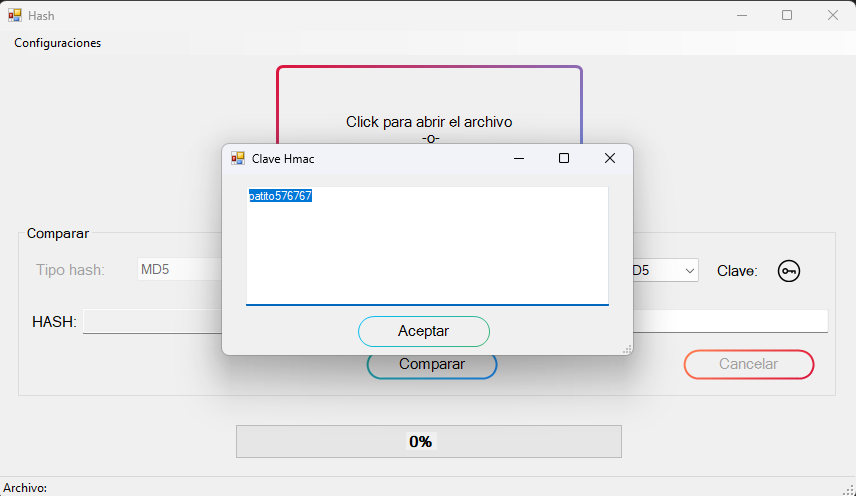 Hash
Configuraciones
Click para abrir el archivo
-o-
Clave Hmac
patito576767
Aceptar
Comparar
Tipo hash:
MD5
Clave:
HASH:
Comparar
Cancelar
0%
Archivo: